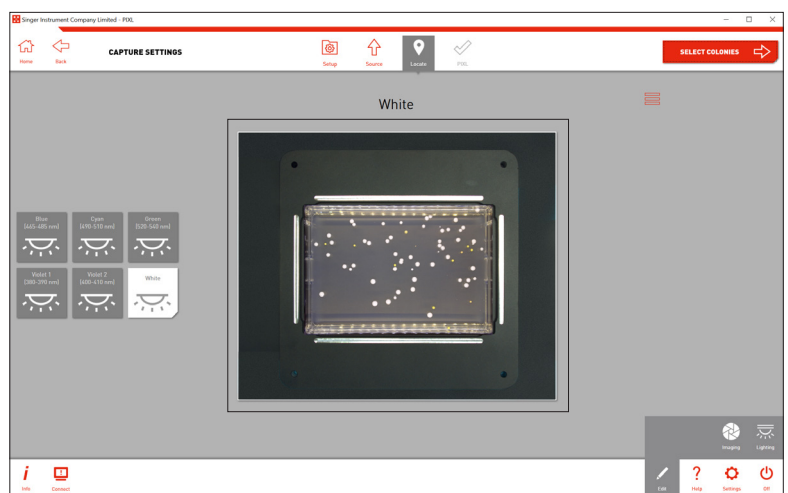 Singer Instrument Company Limited - PIXL
Home
Back
CAPTURE SETTINGS
Setup
Source
Locate
PIXL
SELECT COLONIES
White
Blue
(465-485 nm)
Cyan
(490-510 nm)
Green
(520-540 nm)
Violet 1
(380-390 nm)
Violet 2
(400-410 nm)
White
Imaging
Lighting
Info
Connect
Edit
Help
Settings
Off